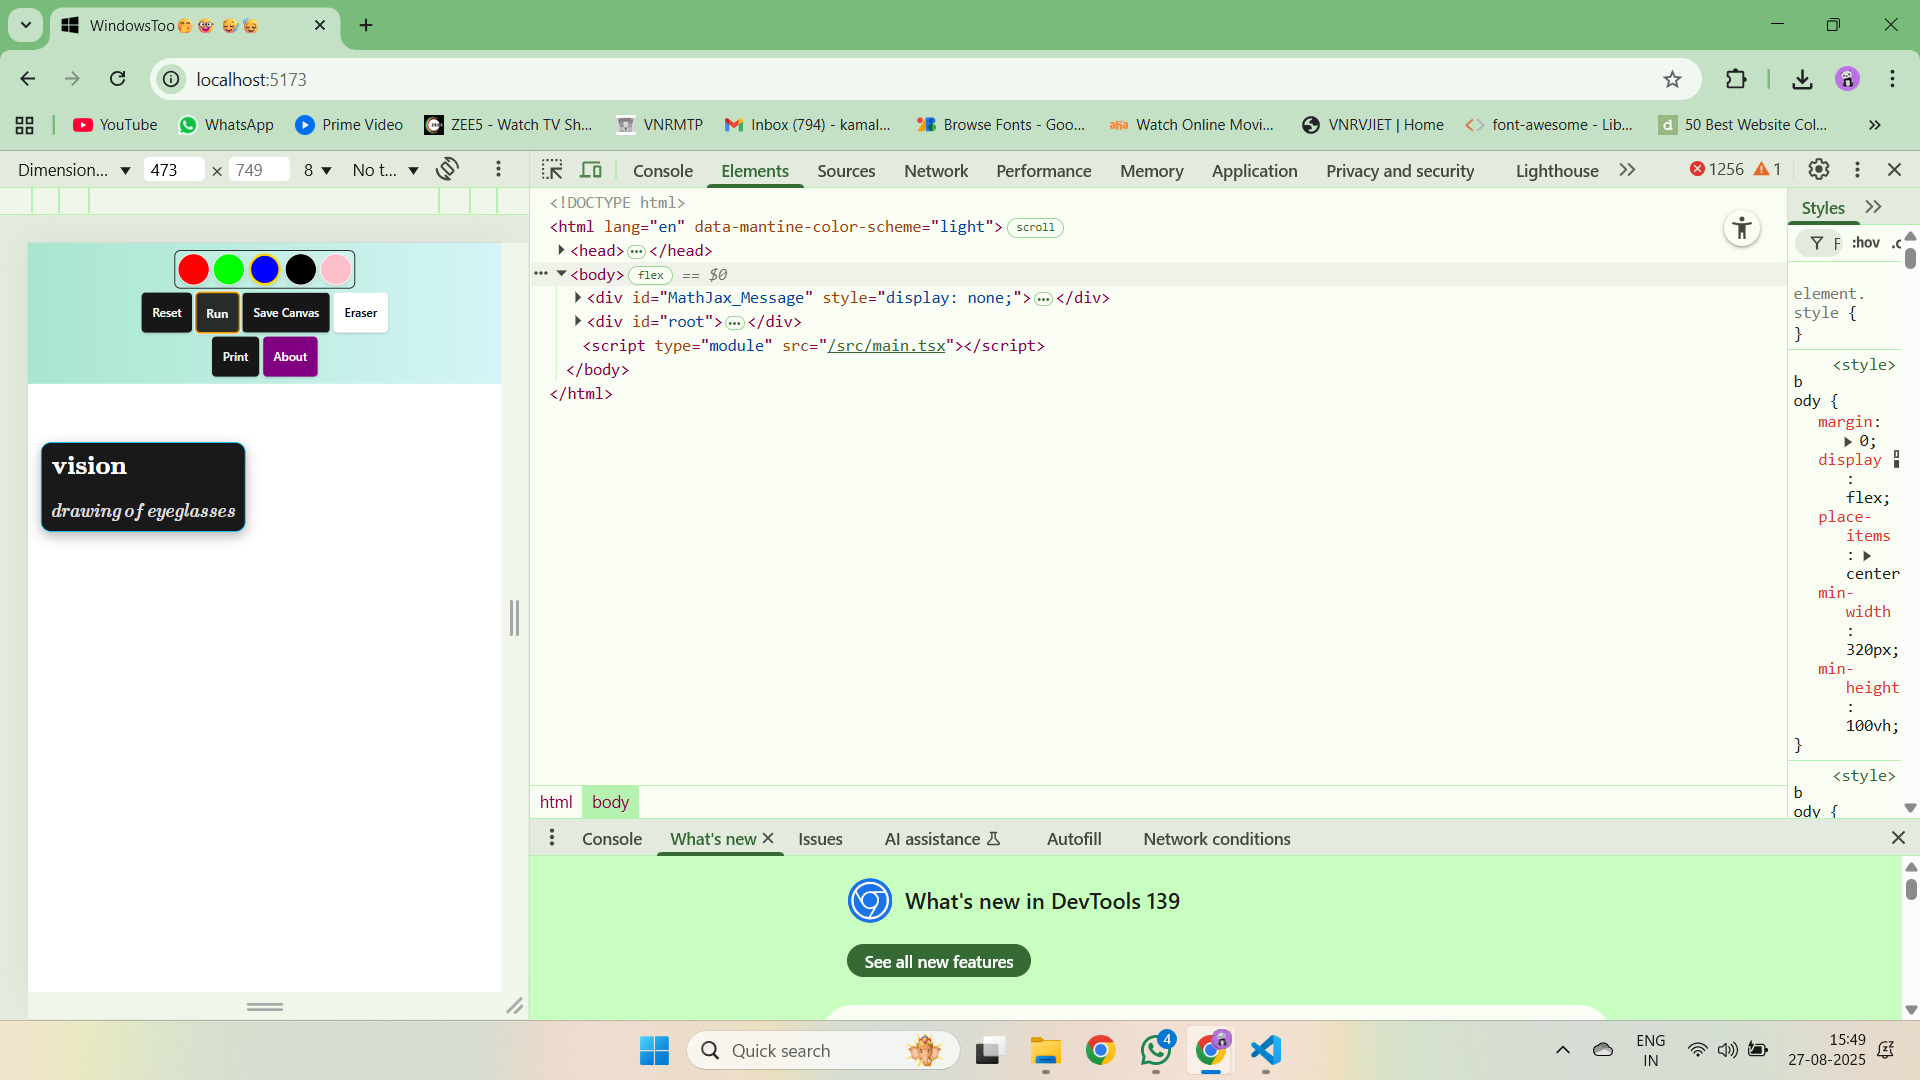 WindowsToo🤭🤓 😅🥳
localhost:5173
YouTube WhatsApp Prime Video ZEE5 - Watch TV Sh... VNRMTP Inbox (794) - kamal... Browse Fonts - Goo... Watch Online Movi... VNRVJIET | Home font-awesome - Lib... 50 Best Website Col...
Dimension... 473 × 749 8 No t...
Console Elements Sources Network Performance Memory Application Privacy and security Lighthouse 1256 1
<!DOCTYPE html>
<html lang="en" data-mantine-color-scheme="light"> scroll
<head> ... </head>
... <body> flex == $0
<div id="MathJax_Message" style="display: none;"> ... </div>
<div id="root"> ... </div>
<script type="module" src="/src/main.tsx"></script>
</body>
</html>
Reset Run Save Canvas Eraser
Print About
vision
drawing of eyeglasses
Styles
F :hov .c
element.
style {
}
<style>
b
ody {
margin:
0;
display
:
flex;
place-
items
:
center
min-
width
:
320px;
min-
height
:
100vh;
}
<style>
b
ody {
html body
Console What's new Issues AI assistance Autofill Network conditions
What's new in DevTools 139
See all new features
Quick search
4
ENG
IN
15:49
27-08-2025